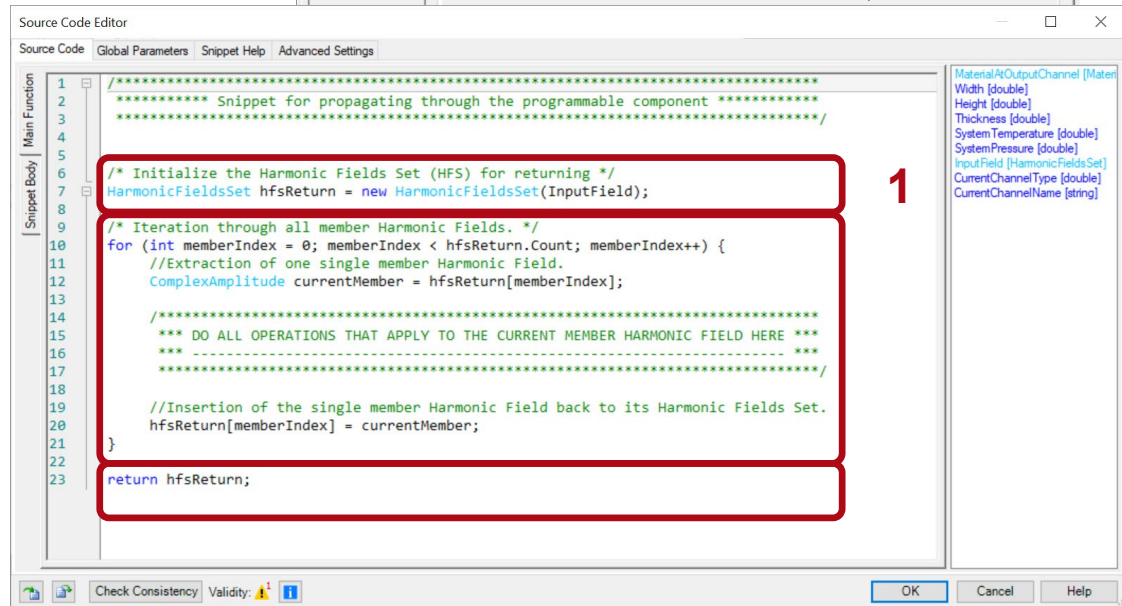 Source Code Editor
Source Code Global Parameters Snippet Help Advanced Settings
Main Function
Snippet Body
1 /***********************************************************************************
2 *********** Snippet for propagating through the programmable component ************
3 ***********************************************************************************/
4
5
6 /* Initialize the Harmonic Fields Set (HFS) for returning */
7 HarmonicFieldsSet hfsReturn = new HarmonicFieldsSet(InputField);
8
9 /* Iteration through all member Harmonic Fields. */
10 for (int memberIndex = 0; memberIndex < hfsReturn.Count; memberIndex++) {
11 //Extraction of one single member Harmonic Field.
12 ComplexAmplitude currentMember = hfsReturn[memberIndex];
13
14 /******************************************************************************
15 *** DO ALL OPERATIONS THAT APPLY TO THE CURRENT MEMBER HARMONIC FIELD HERE ***
16 *** ---------------------------------------------------------------------- ***
17 ******************************************************************************/
18
19 //Insertion of the single member Harmonic Field back to its Harmonic Fields Set.
20 hfsReturn[memberIndex] = currentMember;
21 }
22
23 return hfsReturn;
1
MaterialAtOutputChannel [Materi
Width [double]
Height [double]
Thickness [double]
SystemTemperature [double]
SystemPressure [double]
InputField [HarmonicFieldsSet]
CurrentChannelType [double]
CurrentChannelName [string]
Check Consistency Validity: 1 OK Cancel Help